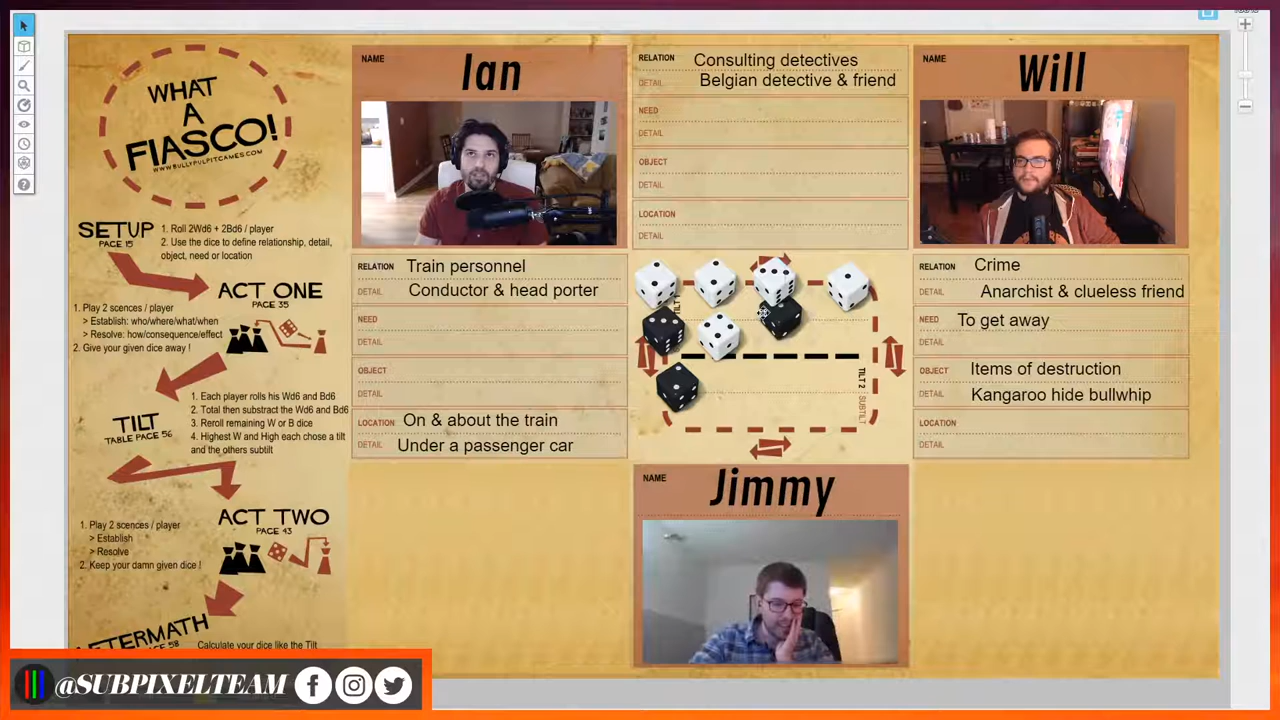 WHAT
A
FIASCO!
WWW.BULLYPULPITGAMES.COM
SETUP
PAGE 15
1. Roll 2Wd6 + 2Bd6 / player
2. Use the dice to define relationship, detail,
object, need or location
ACT ONE
PAGE 35
1. Play 2 scences / player
> Establish: who/where/what/when
> Resolve: how/consequence/effect
2. Give your given dice away !
TILT
TABLE PAGE 56
1. Each player rolls his Wd6 and Bd6
2. Total then substract the Wd6 and Bd6
3. Reroll remaining W or B dice
4. Highest W and High each chose a tilt
and the others subtilt
ACT TWO
PAGE 43
1. Play 2 scences / player
> Establish
> Resolve
2. Keep your damn given dice !
Calculate your dice like the Tilt
NAME
Ian
RELATION Consulting detectives
DETAIL Belgian detective & friend
NEED
DETAIL
OBJECT
DETAIL
LOCATION
DETAIL
NAME
Will
RELATION Train personnel
DETAIL Conductor & head porter
NEED
DETAIL
OBJECT
DETAIL
LOCATION On & about the train
DETAIL Under a passenger car
TILT 2
SUBTILT
RELATION Crime
DETAIL Anarchist & clueless friend
NEED To get away
DETAIL
OBJECT Items of destruction
DETAIL Kangaroo hide bullwhip
LOCATION
DETAIL
NAME
Jimmy
@SUBPIXELTEAM